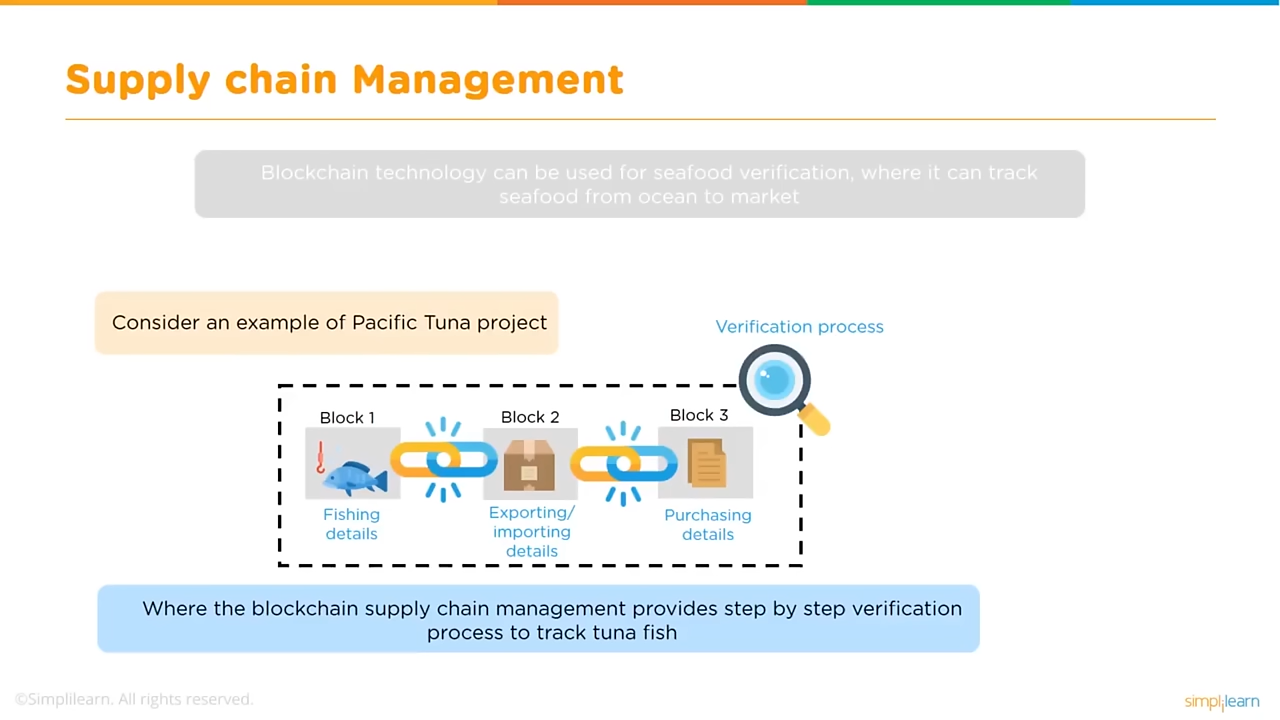 Supply chain Management
Blockchain technology can be used for seafood verification, where it can track
seafood from ocean to market
Consider an example of Pacific Tuna project
Verification process
Block 1
Block 2
Block 3
Fishing
details
Exporting/
importing
details
Purchasing
details
Where the blockchain supply chain management provides step by step verification
process to track tuna fish
©Simplilearn. All rights reserved.
simplilearn